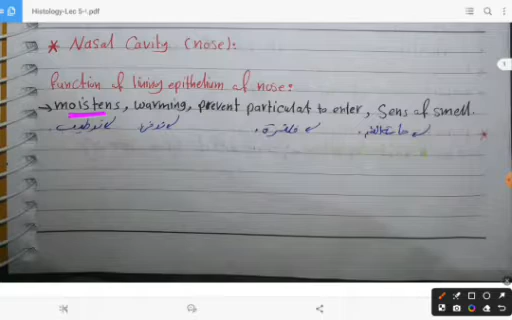 Histology-Lec 5-1.pdf
* Nasal Cavity (nose):
Function of lining epithelium of nose:
→ moistens, warming, prevent particulat to enter, Sens of smell.
1